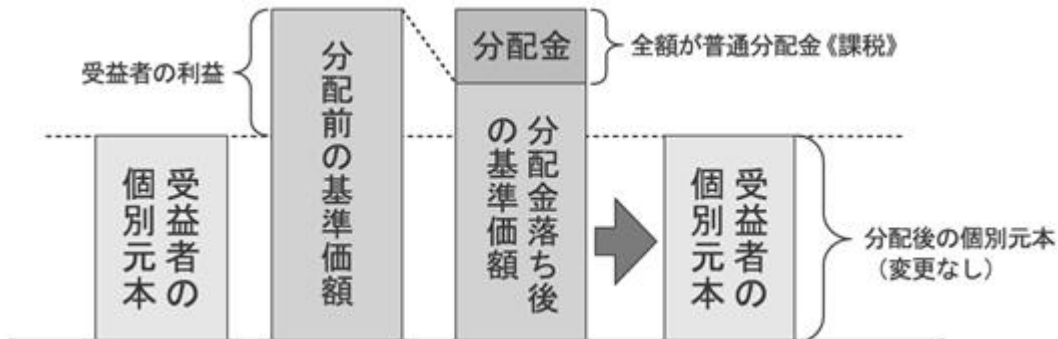 受益者の利益
受益者の
個別元本
分配前の基準価額
分配金
全額が普通分配金《課税》
分配金落ち後
の基準価額
受益者の
個別元本
分配後の個別元本
（変更なし）